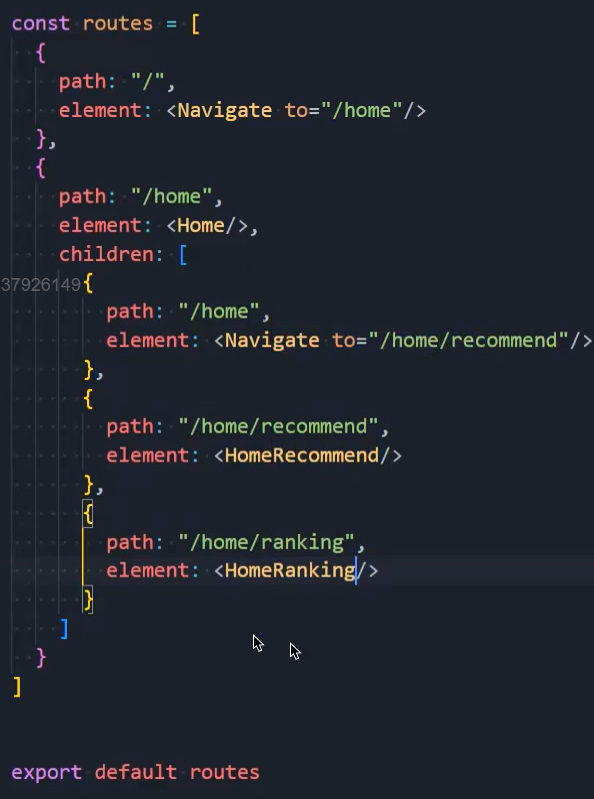 const routes = [
  {
    path: "/",
    element: <Navigate to="/home"/>
  },
  {
    path: "/home",
    element: <Home/>,
    children: [
37926149
      {
        path: "/home",
        element: <Navigate to="/home/recommend"/>
      },
      {
        path: "/home/recommend",
        element: <HomeRecommend/>
      },
      {
        path: "/home/ranking",
        element: <HomeRanking/>
      }
    ]
  }
]
export default routes